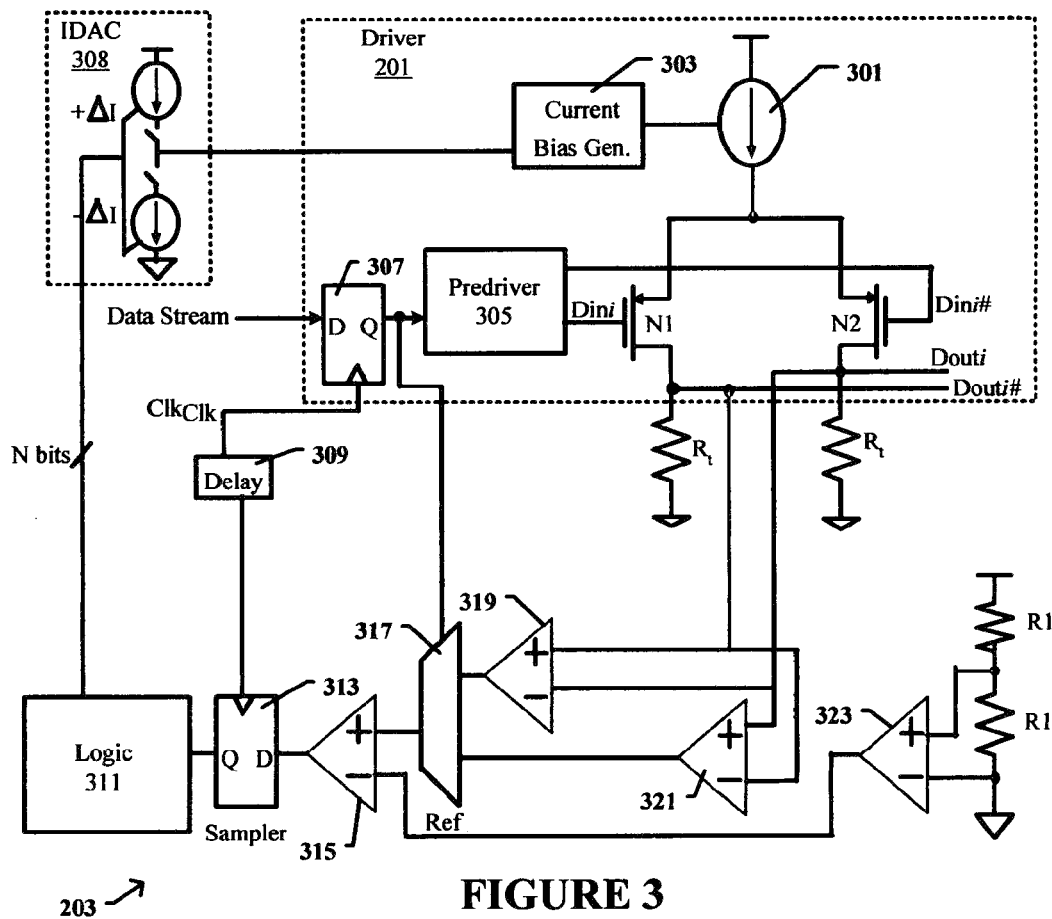 IDAC
308
+ΔI
-ΔI
Driver
201
303
301
Current
Bias Gen.
307
Predriver
305
Data Stream
D Q
Dini
N1
N2
Dini#
Douti
Douti#
ClkClk
N bits
309
Delay
Rt
Rt
319
317
+
−
R1
323
R1
+
−
313
Logic
311
Q D
+
−
+
−
321
Sampler
315
Ref
203
FIGURE 3